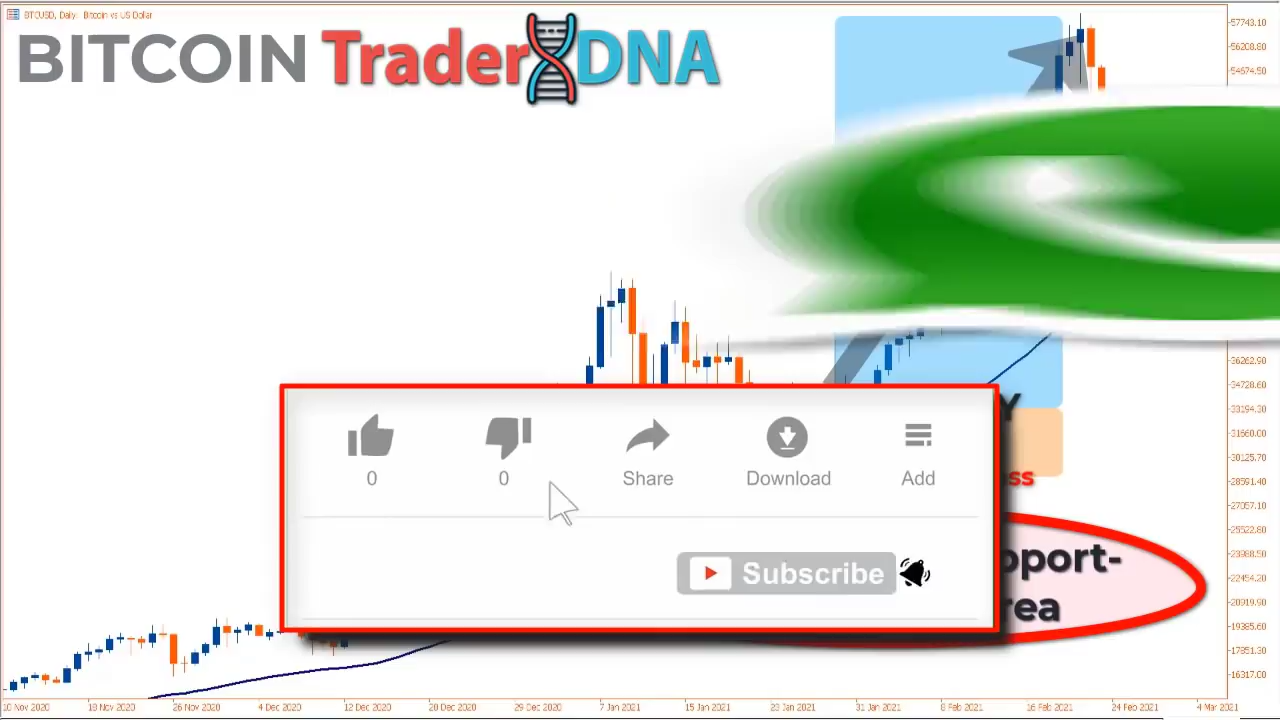 BTCUSD, Daily: Bitcoin vs US Dollar
BITCOIN Trader DNA
57743.10
56208.80
54674.50
36262.90
34728.60
33194.30
31660.00
30125.70
28591.40
27057.10
25522.80
23988.50
22454.20
20919.90
19385.60
17851.30
16317.00
Y
ss
pport-
rea
0
0
Share
Download
Add
Subscribe
10 Nov 2020
18 Nov 2020
26 Nov 2020
4 Dec 2020
12 Dec 2020
20 Dec 2020
29 Dec 2020
7 Jan 2021
15 Jan 2021
23 Jan 2021
31 Jan 2021
8 Feb 2021
16 Feb 2021
24 Feb 2021
4 Mar 2021